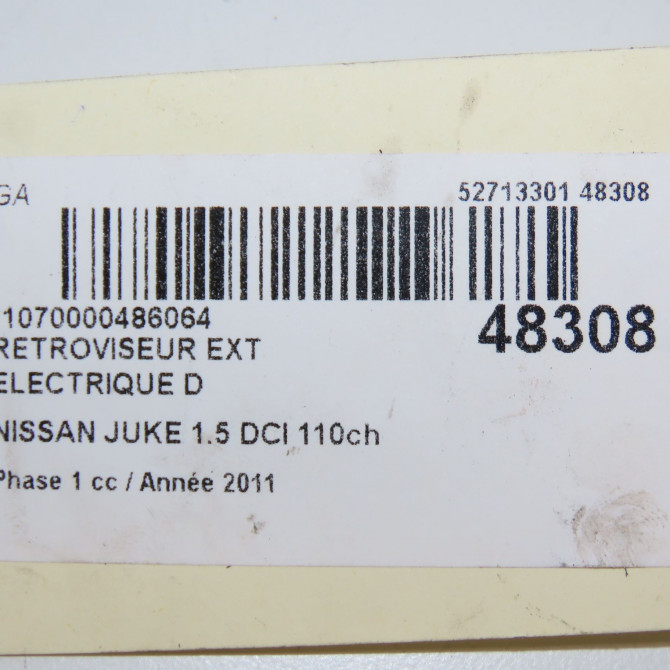 GA
52713301 48308
1070000486064
48308
RETROVISEUR EXT
ELECTRIQUE D
NISSAN JUKE 1.5 DCI 110ch
Phase 1 cc / Année 2011